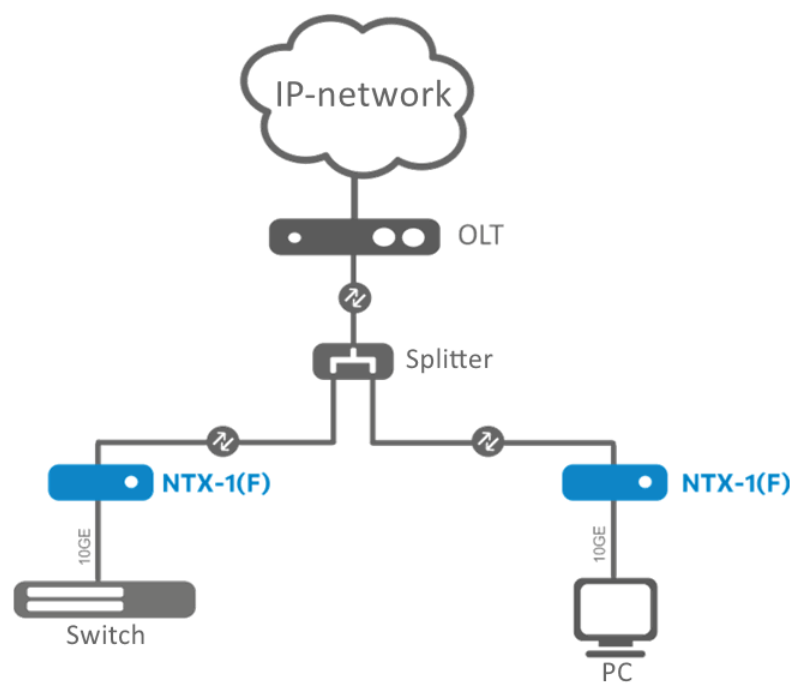 IP-network
OLT
Splitter
NTX-1(F)
NTX-1(F)
10GE
10GE
Switch
PC